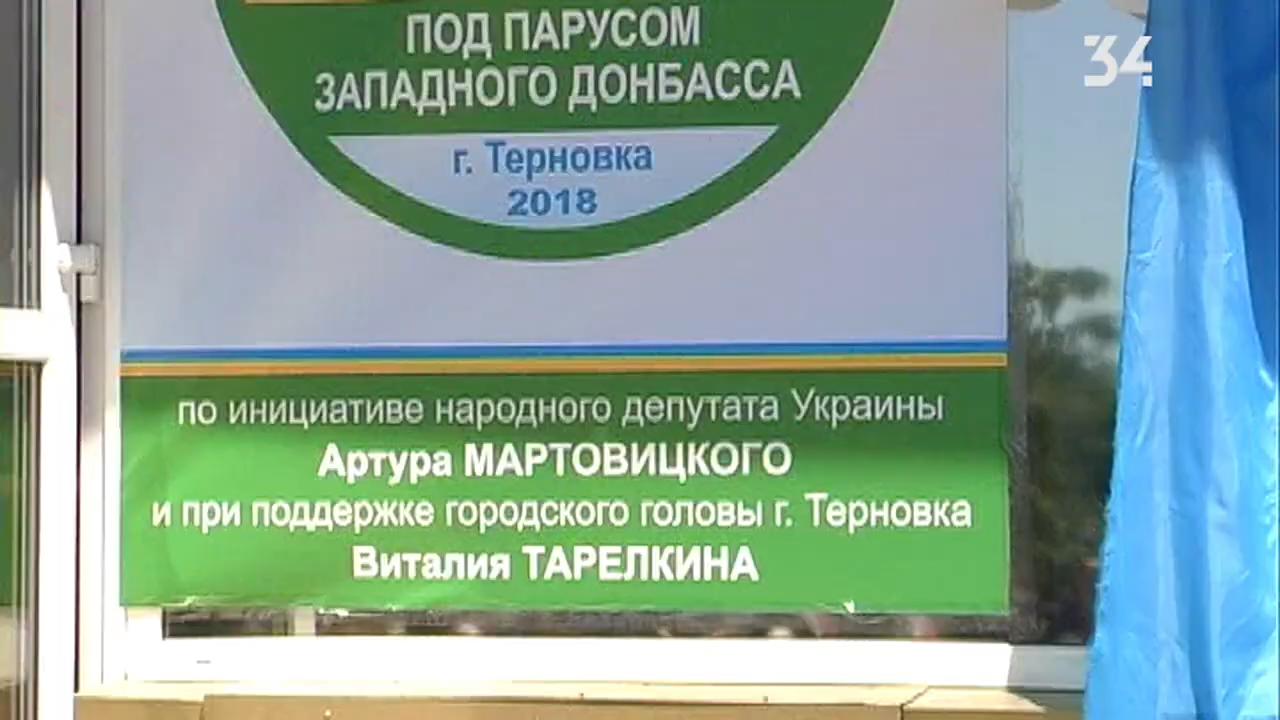 34
ПОД ПАРУСОМ
ЗАПАДНОГО ДОНБАССА
г. Терновка
2018
по инициативе народного депутата Украины
Артура МАРТОВИЦКОГО
и при поддержке городского головы г. Терновка
Виталия ТАРЕЛКИНА